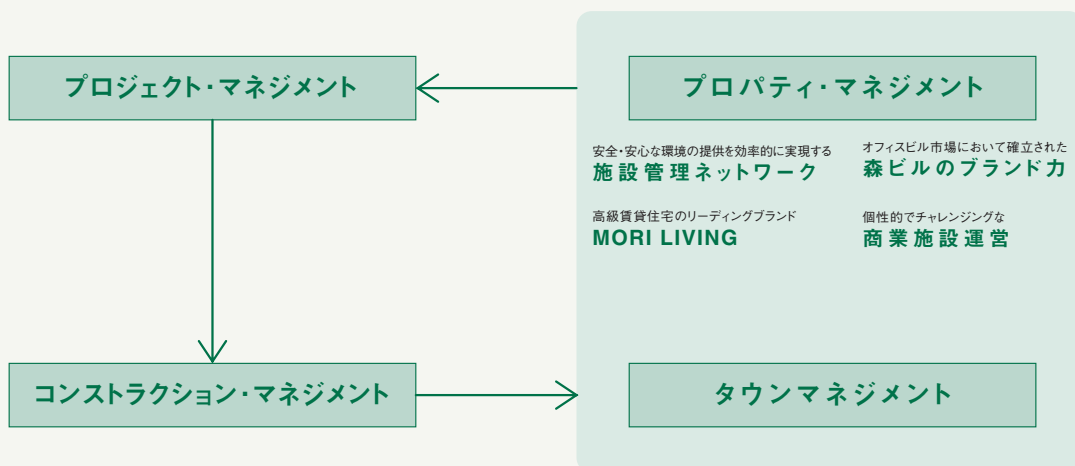 プロジェクト・マネジメント
プロパティ・マネジメント
安全・安心な環境の提供を効率的に実現する
施設管理ネットワーク
オフィスビル市場において確立された
森ビルのブランド力
高級賃貸住宅のリーディングブランド
MORI LIVING
個性的でチャレンジングな
商業施設運営
コンストラクション・マネジメント
タウンマネジメント